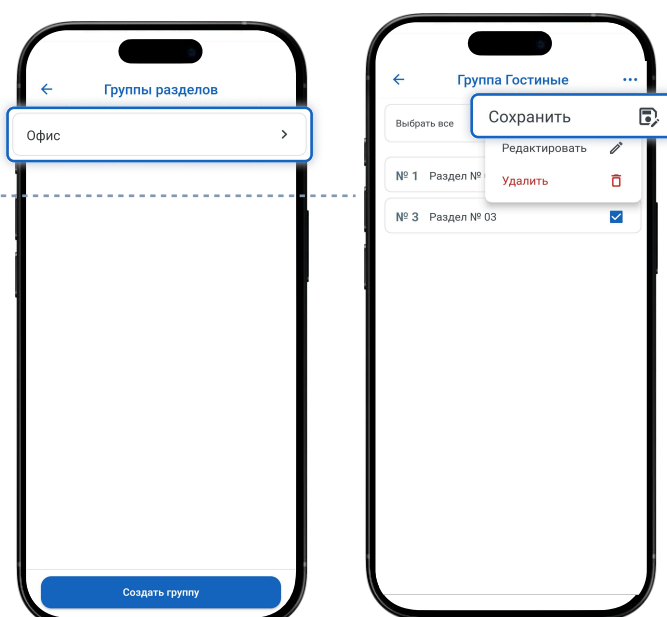 Группы разделов
Офис
Создать группу
Группа Гостиные
Выбрать все
Сохранить
Редактировать
Удалить
№ 1 Раздел №
№ 3 Раздел № 03